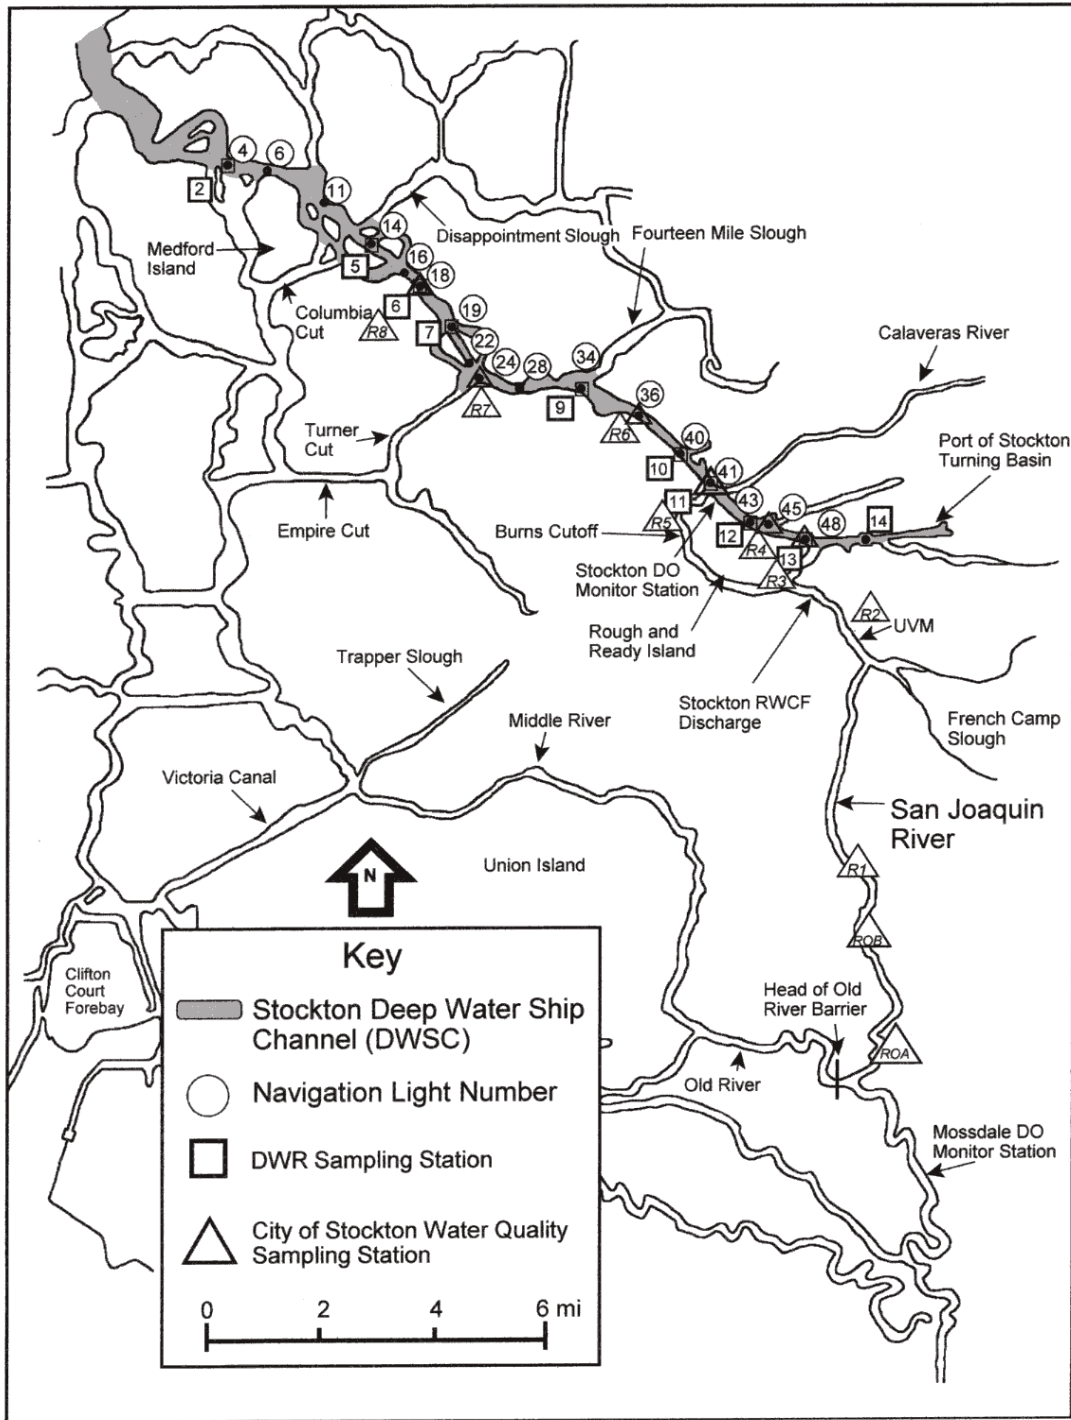 4
6
2
11
14
Disappointment Slough
Fourteen Mile Slough
Medford
Island
5
16
18
6
Columbia
Cut
R8
7
19
22
24
28
34
Calaveras River
R7
9
36
R6
Turner
Cut
40
10
41
Port of Stockton
Turning Basin
11
43
45
14
Empire Cut
R5
Burns Cutoff
12
R4
48
13
Stockton DO
Monitor Station
R3
R2
UVM
Rough and
Ready Island
Trapper Slough
Stockton RWCF
Discharge
French Camp
Slough
Middle River
Victoria Canal
San Joaquin
River
N
Union Island
R1
ROB
Clifton
Court
Forebay
Head of Old
River Barrier
ROA
Old River
Mossdale DO
Monitor Station
Key
Stockton Deep Water Ship
Channel (DWSC)
Navigation Light Number
DWR Sampling Station
City of Stockton Water Quality
Sampling Station
0 2 4 6 mi